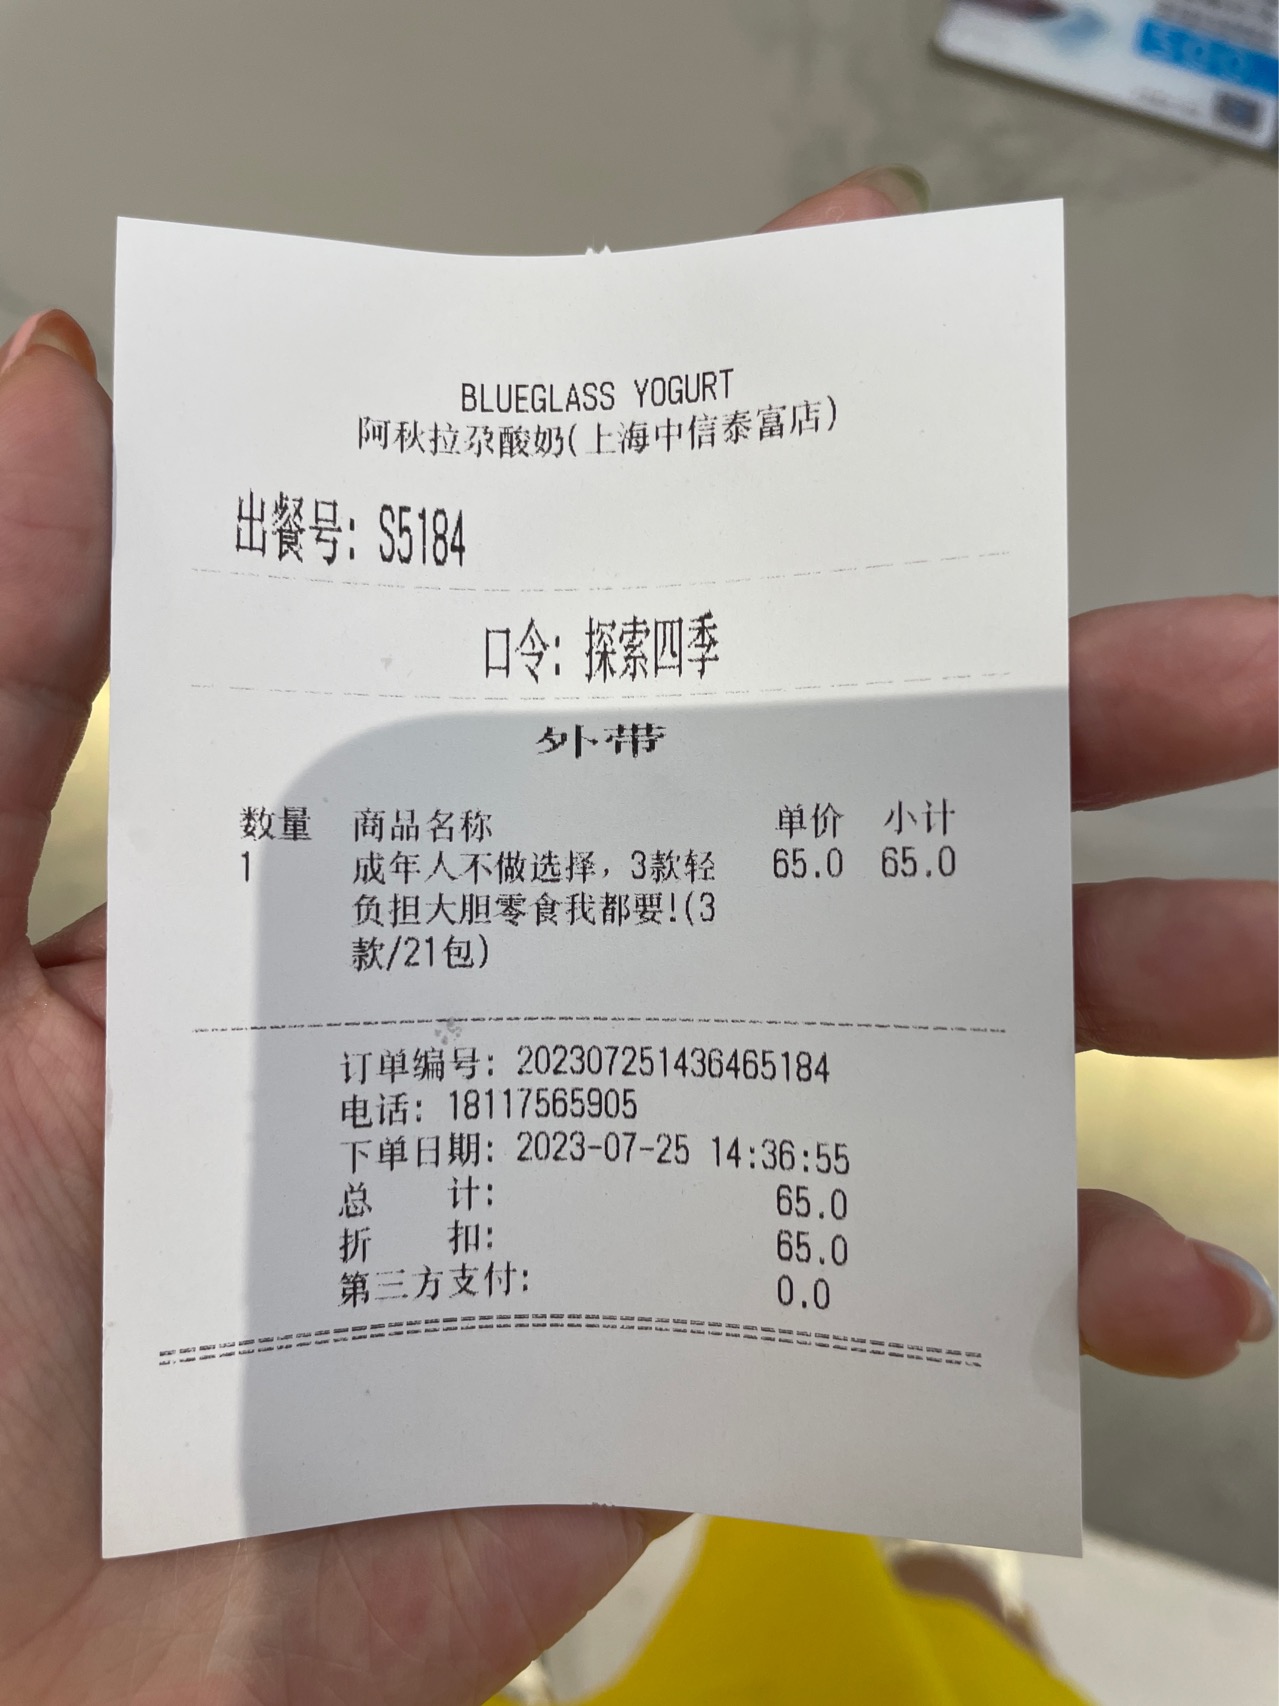 BLUEGLASS YOGURT
阿秋拉尕酸奶(上海中信泰富店)
出餐号: S5184
口令: 探索四季
外带
数量 商品名称 单价 小计
1 成年人不做选择，3款轻 65.0 65.0
负担大胆零食我都要!(3
款/21包)
订单编号: 202307251436465184
电话: 18117565905
下单日期: 2023-07-25 14:36:55
总 计: 65.0
折 扣: 65.0
第三方支付: 0.0